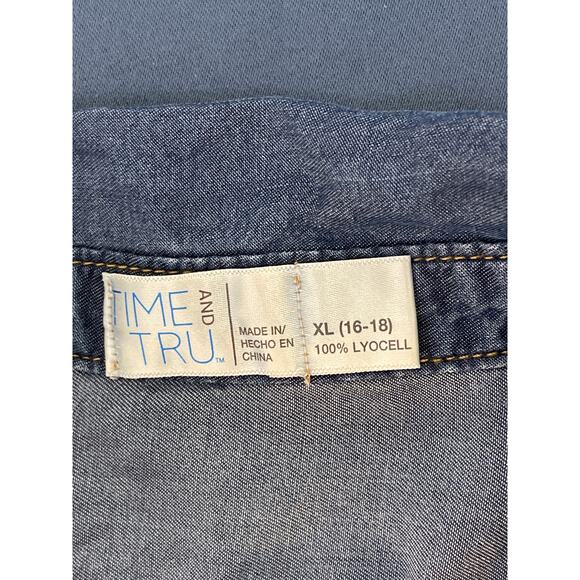 TIME AND
TRU™
MADE IN/
HECHO EN
CHINA
XL (16-18)
100% LYOCELL